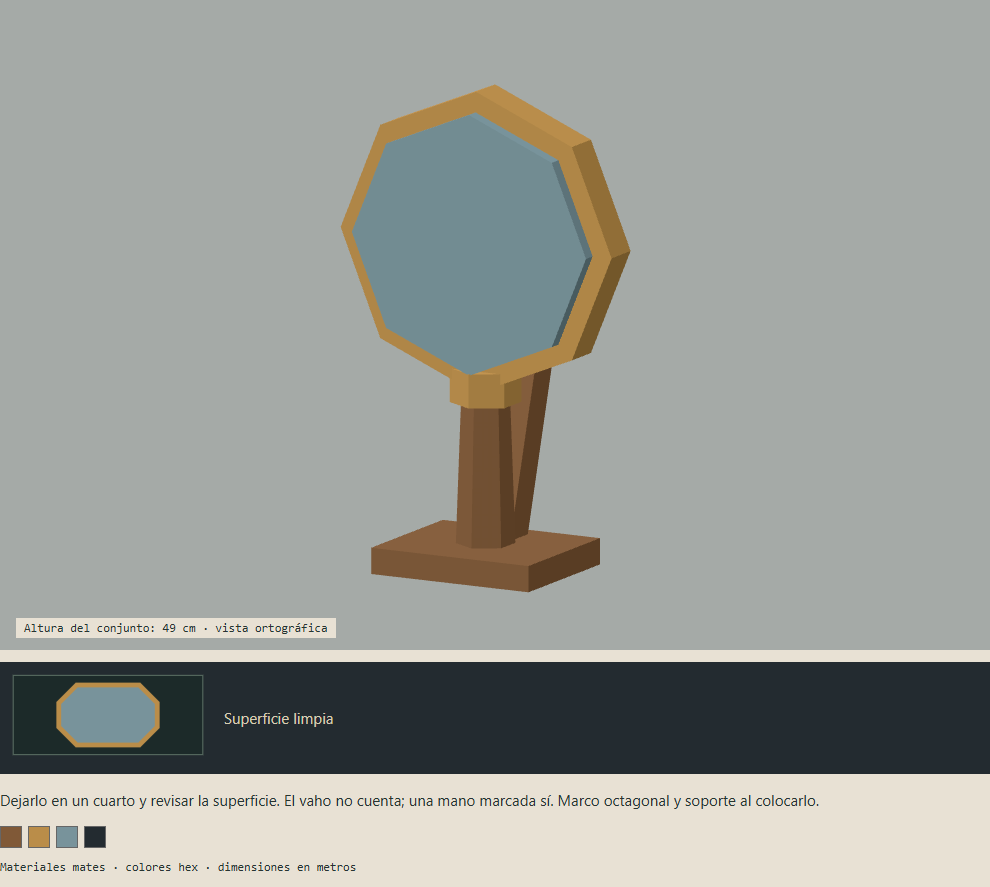 Altura del conjunto: 49 cm · vista ortográfica
Superficie limpia
Dejarlo en un cuarto y revisar la superficie. El vaho no cuenta; una mano marcada sí. Marco octagonal y soporte al colocarlo.
Materiales mates · colores hex · dimensiones en metros